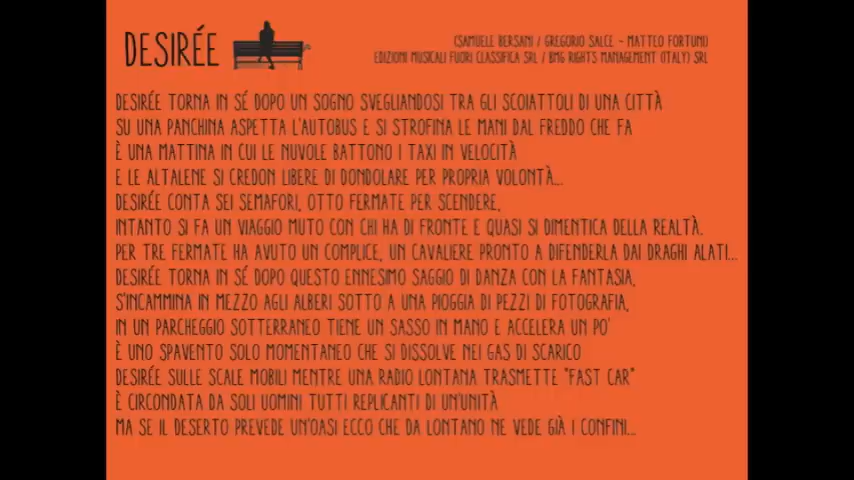 DESIRÉE
(SAMUELE BERSANI / GREGORIO SALCE - MATTEO FORTUNI)
EDIZIONI MUSICALI FUORI CLASSIFICA SRL / BMG RIGHTS MANAGEMENT (ITALY) SRL
DESIRÉE TORNA IN SÉ DOPO UN SOGNO SVEGLIANDOSI TRA GLI SCOIATTOLI DI UNA CITTÀ
SU UNA PANCHINA ASPETTA L'AUTOBUS E SI STROFINA LE MANI DAL FREDDO CHE FA
È UNA MATTINA IN CUI LE NUVOLE BATTONO I TAXI IN VELOCITÀ
E LE ALTALENE SI CREDON LIBERE DI DONDOLARE PER PROPRIA VOLONTÀ...
DESIRÉE CONTA SEI SEMAFORI, OTTO FERMATE PER SCENDERE,
INTANTO SI FA UN VIAGGIO MUTO CON CHI HA DI FRONTE E QUASI SI DIMENTICA DELLA REALTÀ.
PER TRE FERMATE HA AVUTO UN COMPLICE, UN CAVALIERE PRONTO A DIFENDERLA DAI DRAGHI ALATI...
DESIRÉE TORNA IN SÉ DOPO QUESTO ENNESIMO SAGGIO DI DANZA CON LA FANTASIA,
S'INCAMMINA IN MEZZO AGLI ALBERI SOTTO A UNA PIOGGIA DI PEZZI DI FOTOGRAFIA,
IN UN PARCHEGGIO SOTTERRANEO TIENE UN SASSO IN MANO E ACCELERA UN PO'
È UNO SPAVENTO SOLO MOMENTANEO CHE SI DISSOLVE NEI GAS DI SCARICO
DESIRÉE SULLE SCALE MOBILI MENTRE UNA RADIO LONTANA TRASMETTE "FAST CAR"
È CIRCONDATA DA SOLI UOMINI TUTTI REPLICANTI DI UN'UNITÀ
MA SE IL DESERTO PREVEDE UN'OASI ECCO CHE DA LONTANO NE VEDE GIÀ I CONFINI...